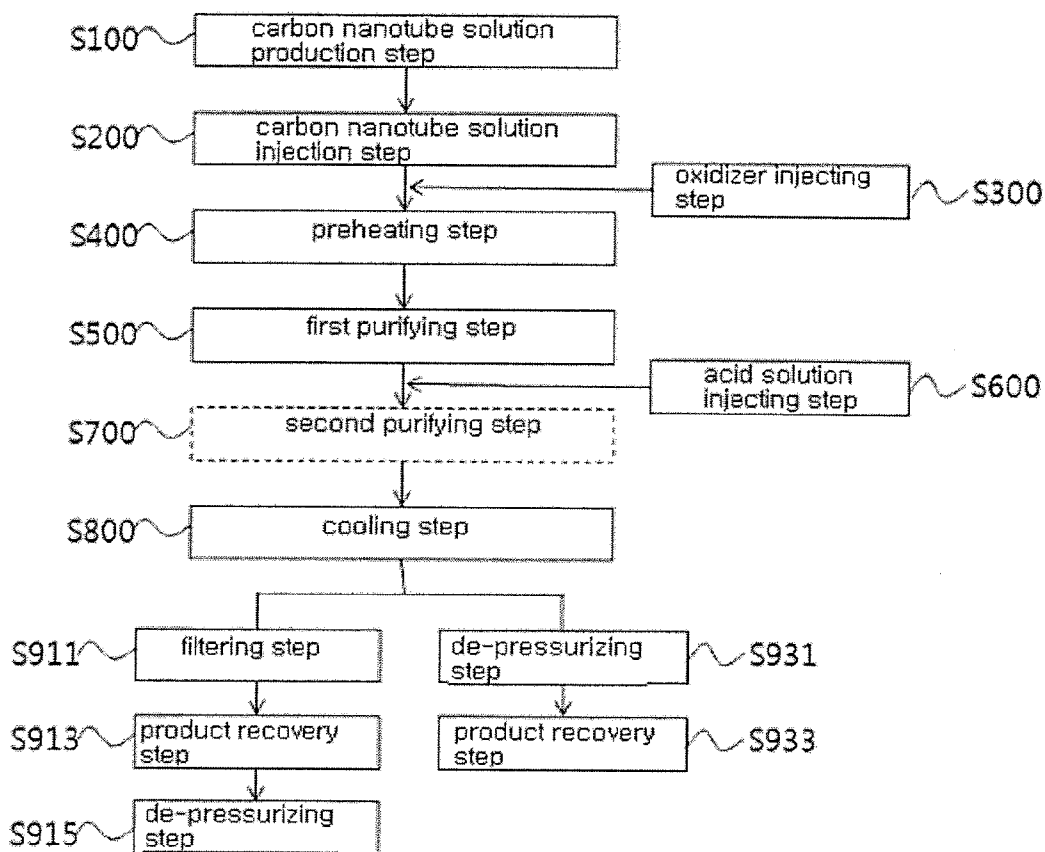 S100
carbon nanotube solution
production step
S200
carbon nanotube solution
injection step
oxidizer injecting
step
S300
S400
preheating step
S500
first purifying step
acid solution
injecting step
S600
S700
second purifying step
S800
cooling step
S911
filtering step
de-pressurizing
step
S931
S913
product recovery
step
product recovery
step
S933
S915
de-pressurizing
step